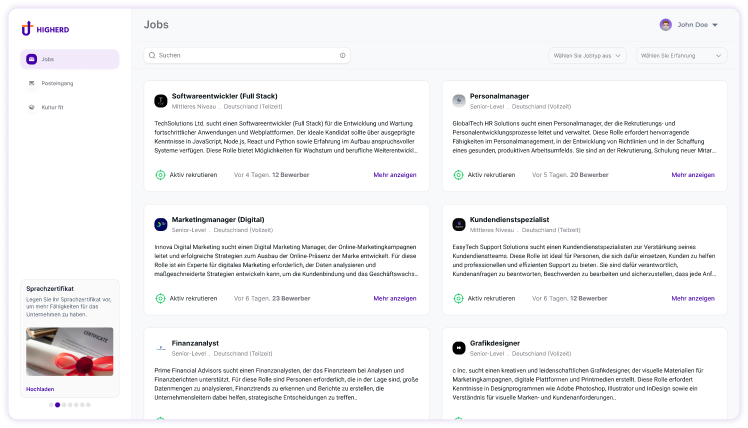 HIGHERD
Jobs
Posteingang
Kultur fit
Sprachzertifikat
Legen Sie Ihr Sprachzertifikat vor,
um mehr Fähigkeiten für das
Unternehmen zu haben.
CERTIFICATE
Hochladen
Jobs
John Doe
Suchen
Wählen Sie Jobtyp aus
Wählen Sie Erfahrung
Softwareentwickler (Full Stack)
Mittleres Niveau . Deutschland (Teilzeit)
TechSolutions Ltd. sucht einen Softwareentwickler (Full Stack) für die Entwicklung und Wartung
fortschrittlicher Anwendungen und Webplattformen. Der ideale Kandidat sollte über ausgeprägte
Kenntnisse in JavaScript, Node.js, React und Python sowie Erfahrung im Aufbau anspruchsvoller
Systeme verfügen. Diese Rolle bietet Möglichkeiten für Wachstum und berufliche Weiterentwickl...
Aktiv rekrutieren
Vor 4 Tagen. 12 Bewerber
Mehr anzeigen
Personalmanager
Senior-Level . Deutschland (Vollzeit)
GlobalTech HR Solutions sucht einen Personalmanager, der die Rekrutierungs- und
Personalentwicklungsprozesse leitet und verwaltet. Diese Rolle erfordert hervorragende
Fähigkeiten im Personalmanagement, in der Entwicklung von Richtlinien und in der Schaffung
eines gesunden, produktiven Arbeitsumfelds. Sie sind an der Rekrutierung, Schulung neuer Mitar...
Aktiv rekrutieren
Vor 5 Tagen. 20 Bewerber
Mehr anzeigen
Marketingmanager (Digital)
Senior-Level . Deutschland (Vollzeit)
Innova Digital Marketing sucht einen Digital Marketing Manager, der Online-Marketingkampagnen
leitet und erfolgreiche Strategien zum Ausbau der Online-Präsenz der Marke entwickelt. Für diese
Rolle ist ein Experte für digitales Marketing erforderlich, der Daten analysieren und
maßgeschneiderte Strategien entwickeln kann, um die Kundenbindung und das Geschäftswachs...
Aktiv rekrutieren
Vor 6 Tagen. 23 Bewerber
Mehr anzeigen
Kundendienstspezialist
Mittleres Niveau . Deutschland (Teilzeit)
EasyTech Support Solutions sucht einen Kundendienstspezialisten zur Verstärkung seines
Kundendienstteams. Diese Rolle ist ideal für Personen, die sich dafür einsetzen, Kunden zu helfen
und professionellen und effizienten Support zu bieten. Sie sind dafür verantwortlich,
Kundenanfragen zu beantworten, Beschwerden zu bearbeiten und sicherzustellen, dass jede Anf...
Aktiv rekrutieren
Vor 6 Tagen. 12 Bewerber
Mehr anzeigen
Finanzanalyst
Senior-Level . Deutschland (Teilzeit)
Prime Financial Advisors sucht einen Finanzanalysten, der das Finanzteam bei Analysen und
Finanzberichten unterstützt. Für diese Rolle sind Personen erforderlich, die in der Lage sind, große
Datenmengen zu analysieren, Finanztrends zu erkennen und Berichte zu erstellen, die
Unternehmensleitern dabei helfen, strategische Entscheidungen zu treffen..
Grafikdesigner
Senior-Level . Deutschland (Vollzeit)
c Inc. sucht einen kreativen und leidenschaftlichen Grafikdesigner, der visuelle Materialien für
Marketingkampagnen, digitale Plattformen und Printmedien erstellt. Diese Rolle erfordert
Kenntnisse in Designprogrammen wie Adobe Photoshop, Illustrator und InDesign sowie ein
Verständnis für visuelle Marken- und Kundenanforderungen..